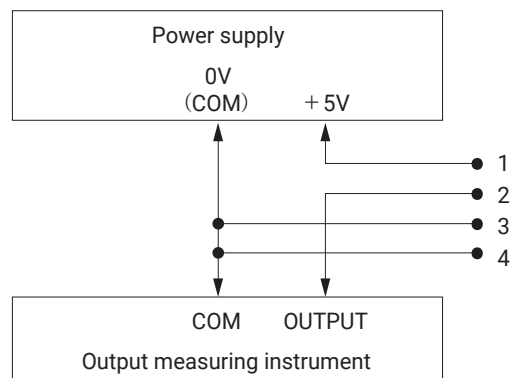 Power supply
0V
(COM) +5V
1
2
3
4
COM OUTPUT
Output measuring instrument